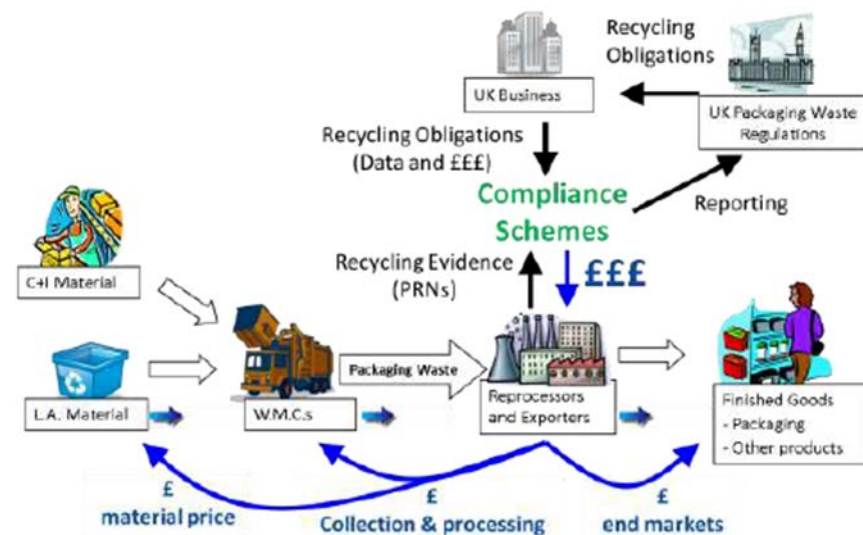 Recycling
Obligations
UK Business
UK Packaging Waste
Regulations
Recycling Obligations
(Data and £££)
Compliance
Schemes
Reporting
Recycling Evidence
(PRNs)
£££
C+I Material
Packaging Waste
L.A. Material
W.M.C.s
Reprocessors
and Exporters
Finished Goods
- Packaging
- Other products
£
material price
£
Collection & processing
£
end markets